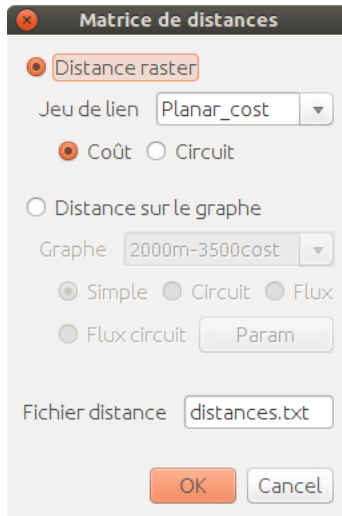 Matrice de distances
Distance raster
Jeu de lien Planar_cost
Coût Circuit
Distance sur le graphe
Graphe 2000m-3500cost
Simple Circuit Flux
Flux circuit Param
Fichier distance distances.txt
OK Cancel